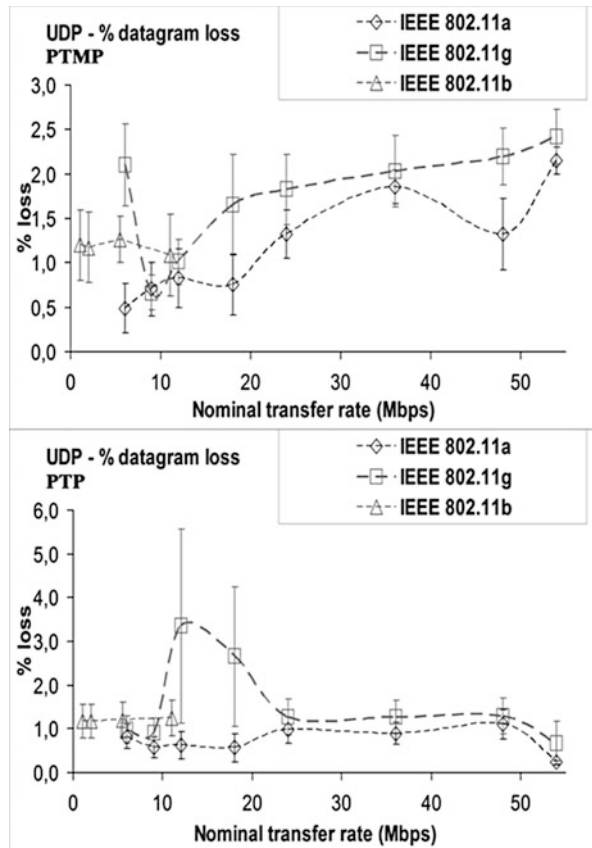 UDP - % datagram loss
PTMP
IEEE 802.11a
IEEE 802.11g
IEEE 802.11b
% loss
3,0
2,5
2,0
1,5
1,0
0,5
0,0
0 10 20 30 40 50
Nominal transfer rate (Mbps)
UDP - % datagram loss
PTP
IEEE 802.11a
IEEE 802.11g
IEEE 802.11b
% loss
6,0
5,0
4,0
3,0
2,0
1,0
0,0
0 10 20 30 40 50
Nominal transfer rate (Mbps)